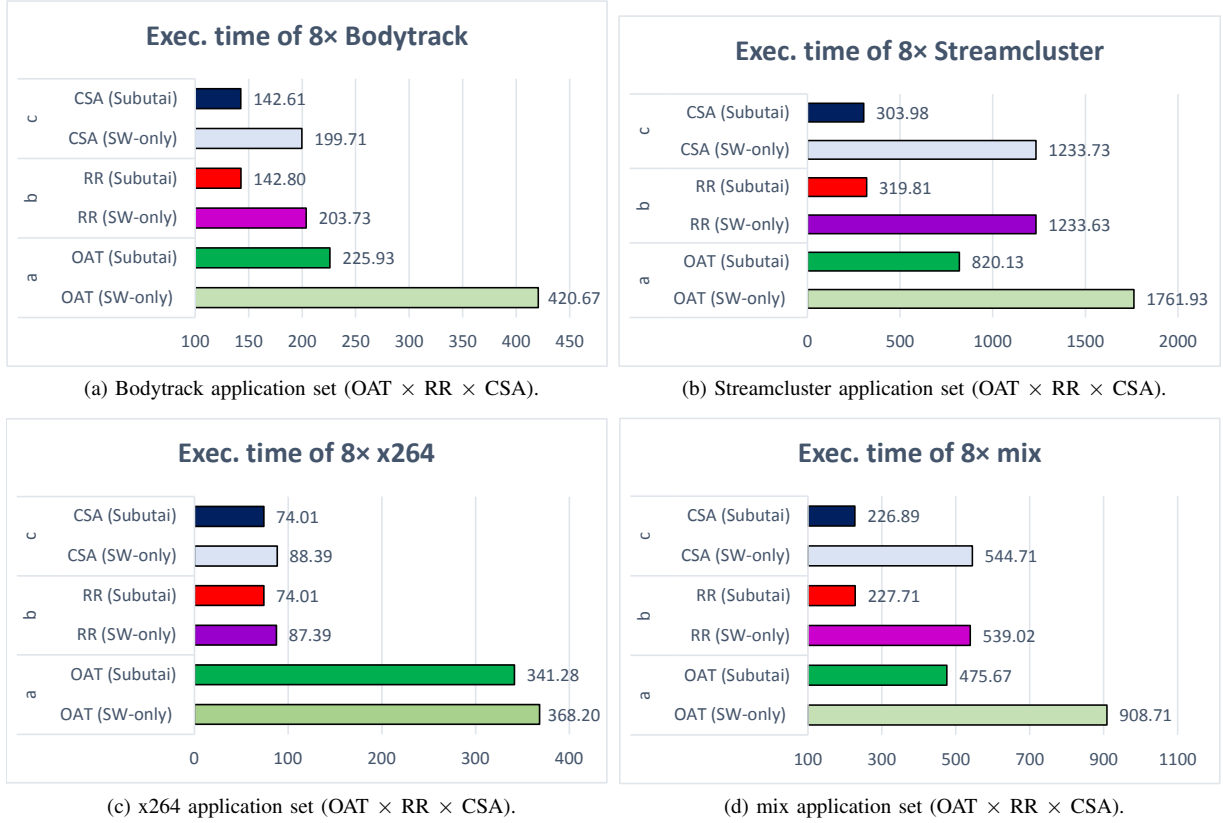 Exec. time of 8× Bodytrack
c
CSA (Subutai) 142.61
CSA (SW-only) 199.71
b
RR (Subutai) 142.80
RR (SW-only) 203.73
a
OAT (Subutai) 225.93
OAT (SW-only) 420.67
100 150 200 250 300 350 400 450
(a) Bodytrack application set (OAT × RR × CSA).
Exec. time of 8× Streamcluster
c
CSA (Subutai) 303.98
CSA (SW-only) 1233.73
b
RR (Subutai) 319.81
RR (SW-only) 1233.63
a
OAT (Subutai) 820.13
OAT (SW-only) 1761.93
0 500 1000 1500 2000
(b) Streamcluster application set (OAT × RR × CSA).
Exec. time of 8× x264
c
CSA (Subutai) 74.01
CSA (SW-only) 88.39
b
RR (Subutai) 74.01
RR (SW-only) 87.39
a
OAT (Subutai) 341.28
OAT (SW-only) 368.20
0 100 200 300 400
(c) x264 application set (OAT × RR × CSA).
Exec. time of 8× mix
c
CSA (Subutai) 226.89
CSA (SW-only) 544.71
b
RR (Subutai) 227.71
RR (SW-only) 539.02
a
OAT (Subutai) 475.67
OAT (SW-only) 908.71
100 300 500 700 900 1100
(d) mix application set (OAT × RR × CSA).